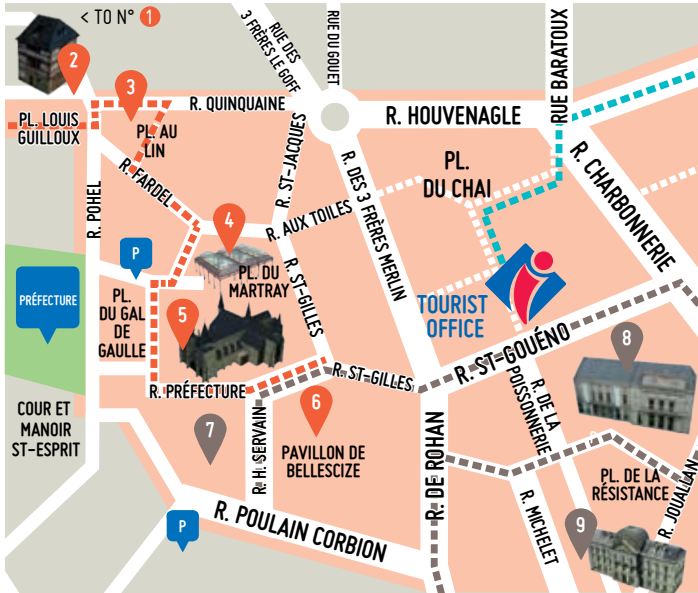 < TO N° 1
2
3
PL. LOUIS
GUILLOUX
PL. AU
LIN
R. QUINQUAINE
RUE DES
3 FRÈRES LE GOFF
RUE DU GOUET
R. HOUVENAGLE
RUE BARATOUX
R. CHARBONNERIE
PL.
DU CHAI
R. FARDEL
R. POHEL
R. ST-JACQUES
R. AUX TOILES
R. DES 3 FRÈRES MERLIN
4
PL. DU
MARTRAY
R. ST-GILLES
P
PRÉFECTURE
PL.
DU GAL
DE
GAULLE
5
TOURIST
OFFICE
R. ST-GOUÉNO
8
R. PRÉFECTURE
R. ST-GILLES
R. DE LA
POISSONNERIE
COUR ET
MANOIR
ST-ESPRIT
7
R. H. SERVAIN
6
PAVILLON DE
BELLESCIZE
R. DE ROHAN
PL. DE LA
RÉSISTANCE
R. JOUALLAN
R. MICHELET
9
P
R. POULAIN CORBION